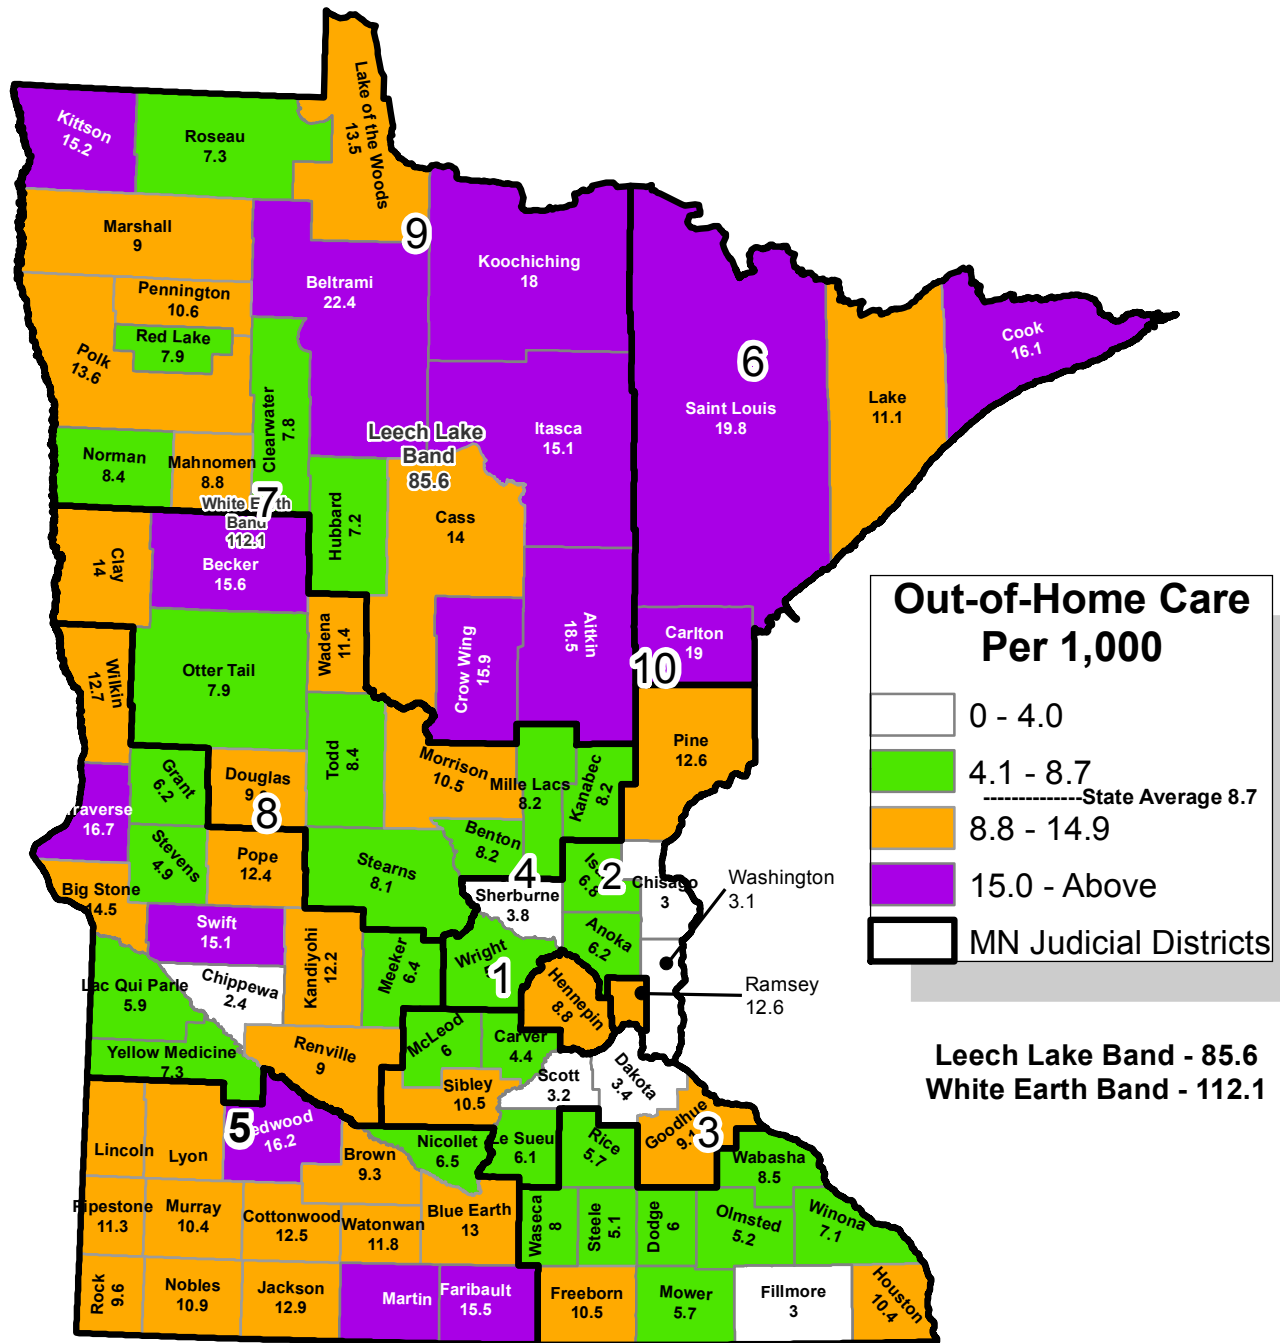 Lake of the Woods
13.5
Kittson
15.2
Roseau
7.3
9
Marshall
9
Koochiching
18
Beltrami
22.4
Pennington
10.6
Red Lake
7.9
Polk
13.6
Cook
16.1
6
Saint Louis
19.8
Lake
11.1
Clearwater
7.8
Leech Lake
Band
85.6
Itasca
15.1
Norman
8.4
Mahnomen
8.8
7
White Earth
Band
112.1
Hubbard
7.2
Cass
14
Clay
14
Becker
15.6
Out-of-Home Care
Per 1,000
0 - 4.0
4.1 - 8.7
--------------State Average 8.7
8.8 - 14.9
15.0 - Above
MN Judicial Districts
Wadena
11.4
Crow Wing
15.9
Aitkin
18.5
Carlton
19
10
Wilkin
12.7
Otter Tail
7.9
Todd
8.4
Morrison
10.5
Mille Lacs
8.2
Kanabec
8.2
Pine
12.6
Grant
6.2
Douglas
8
Traverse
16.7
Stevens
4.9
Pope
12.4
Stearns
8.1
Benton
8.2
4
2
6.8
Chisago
3
Washington
3.1
Big Stone
14.5
Swift
15.1
Sherburne
3.8
Anoka
6.2
Kandiyohi
12.2
Meeker
6.4
Wright
1
Hennepin
8.8
Ramsey
12.6
Lac Qui Parle
5.9
Chippewa
2.4
Yellow Medicine
7.3
Renville
9
McLeod
6
Carver
4.4
Sibley
10.5
Scott
3.2
Dakota
3.4
Leech Lake Band - 85.6
White Earth Band - 112.1
5
Redwood
16.2
Lincoln
Lyon
Brown
9.3
Nicollet
6.5
Le Sueur
6.1
Rice
5.7
Goodhue
9.1
3
Wabasha
8.5
Pipestone
11.3
Murray
10.4
Cottonwood
12.5
Watonwan
11.8
Blue Earth
13
Waseca
8
Steele
5.1
Dodge
6
Olmsted
5.2
Winona
7.1
Rock
9.6
Nobles
10.9
Jackson
12.9
Martin
Faribault
15.5
Freeborn
10.5
Mower
5.7
Fillmore
3
Houston
10.4